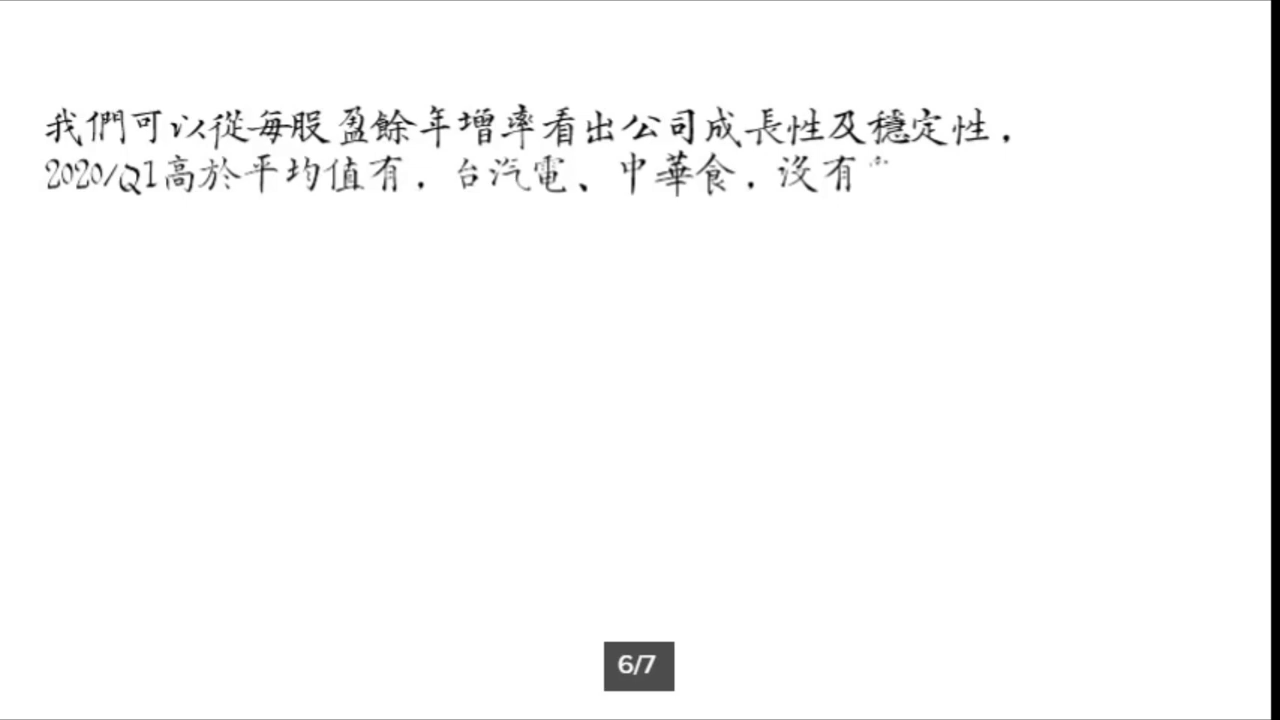 我們可以從每股盈餘年增率看出公司成長性及穩定性，
2020/Q1高於平均值有，台汽電、中華食，沒有
6/7